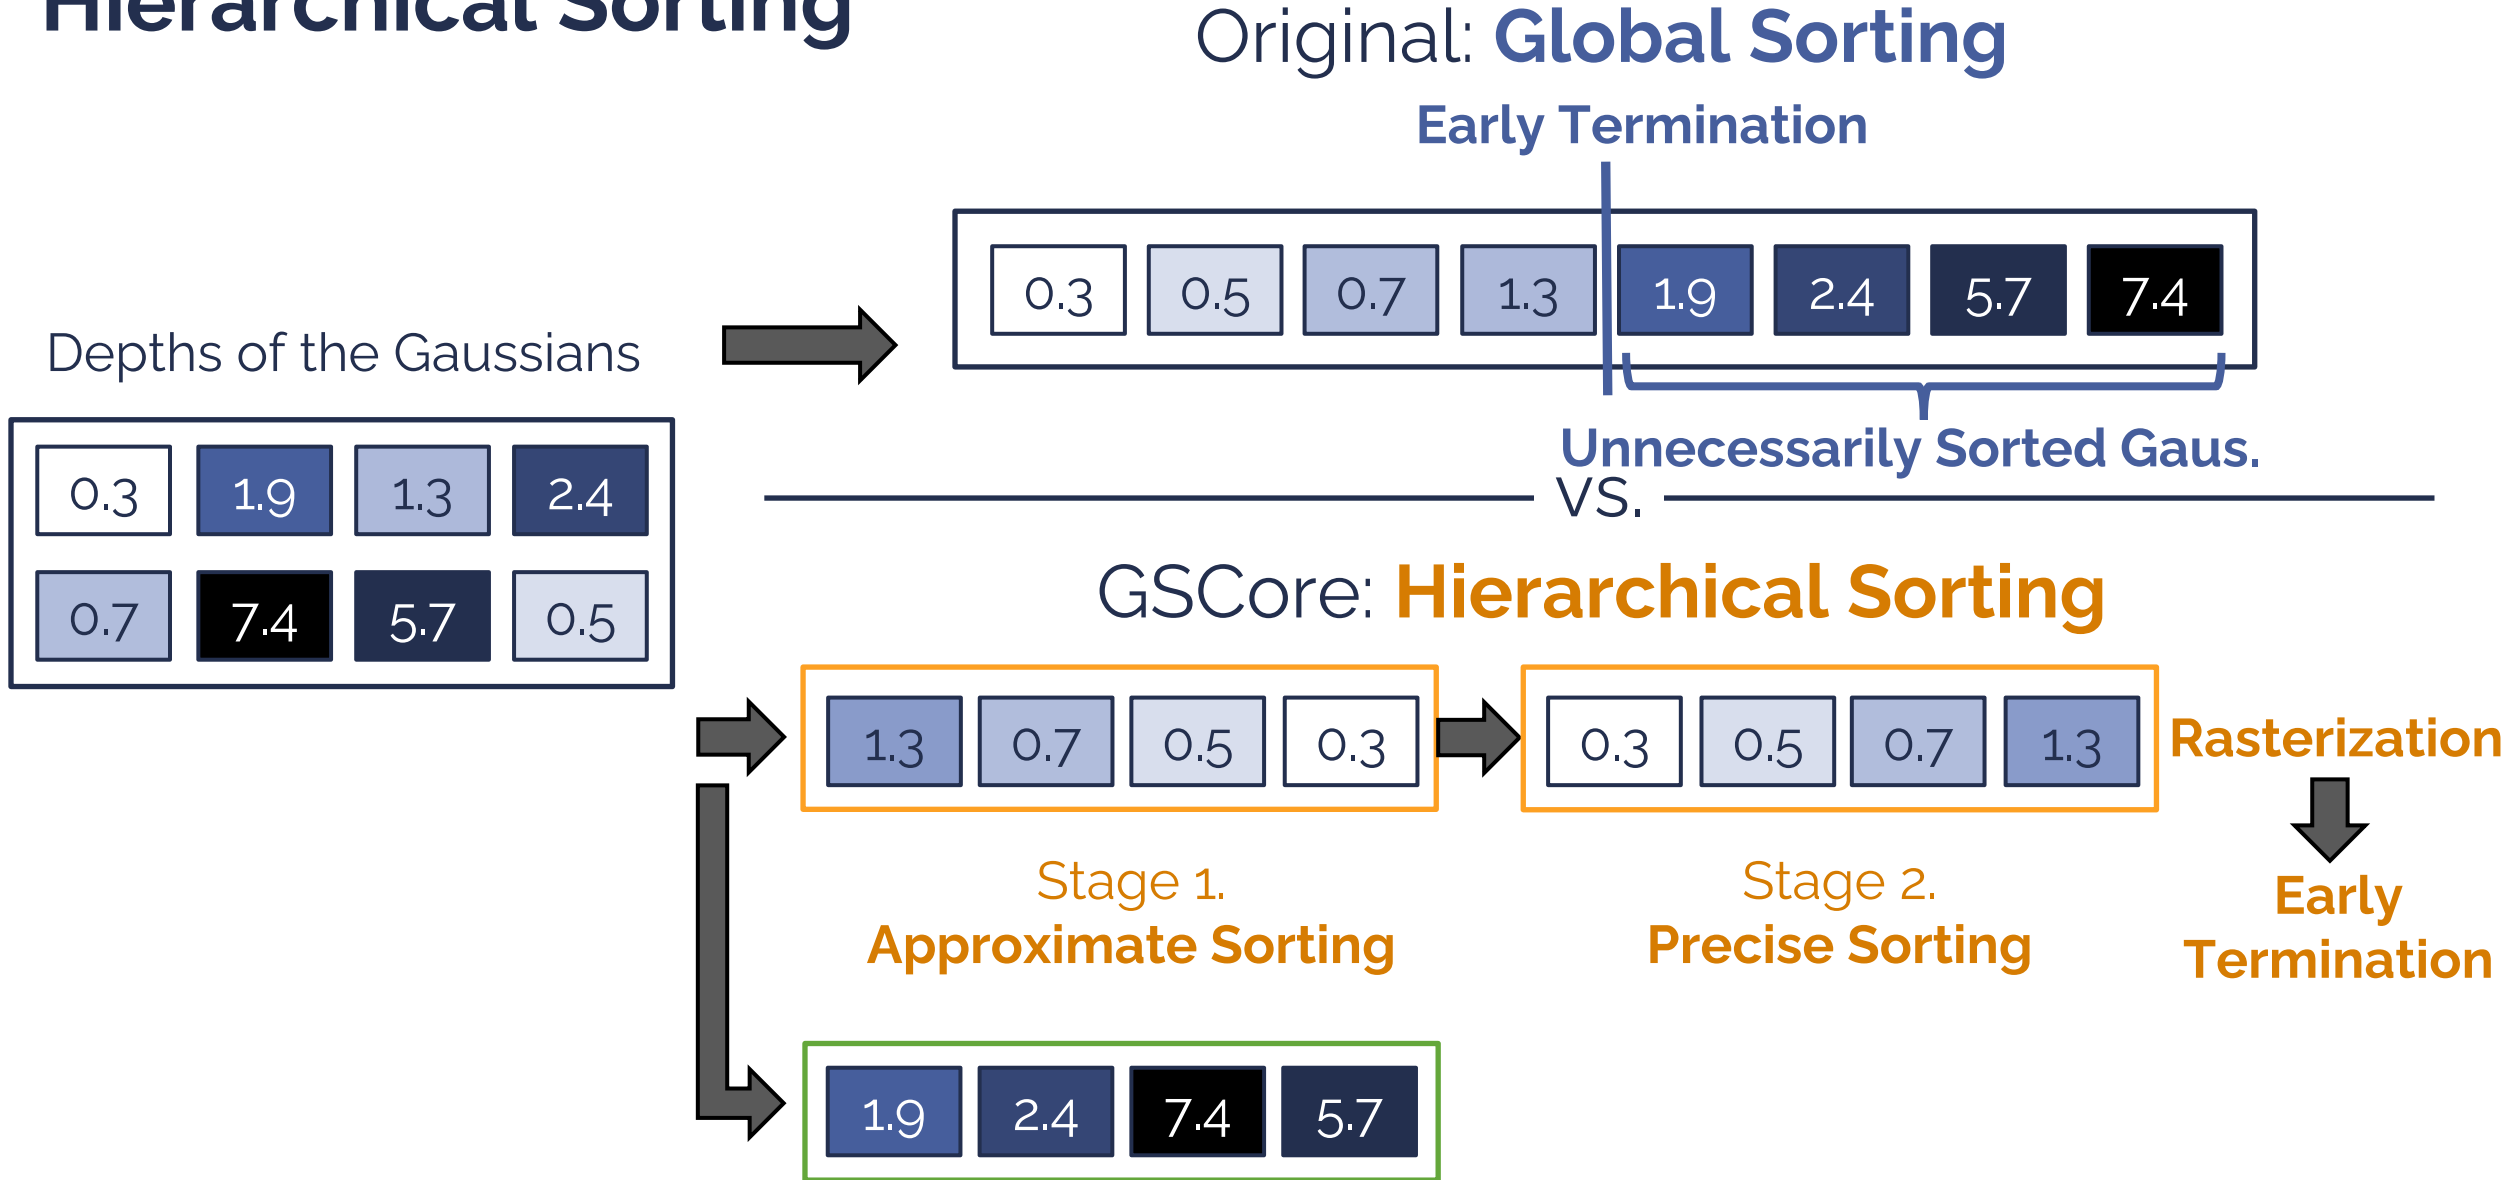 Hierarchical Sorting
Original: Global Sorting
Early Termination
0.3 0.5 0.7 1.3 1.9 2.4 5.7 7.4
Depths of the Gaussians
Unnecessarily Sorted Gaus.
0.3 1.9 1.3 2.4
VS.
0.7 7.4 5.7 0.5
GSCore: Hierarchical Sorting
1.3 0.7 0.5 0.3
0.3 0.5 0.7 1.3
Rasterization
Stage 1.
Approximate Sorting
Stage 2.
Precise Sorting
Early
Termination
1.9 2.4 7.4 5.7